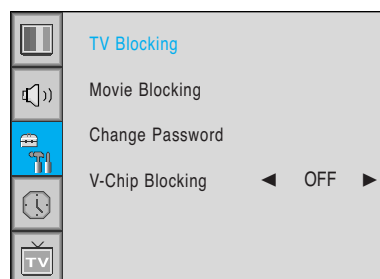 TV Blocking
Movie Blocking
Change Password
V-Chip Blocking ◀ OFF ▶
TV